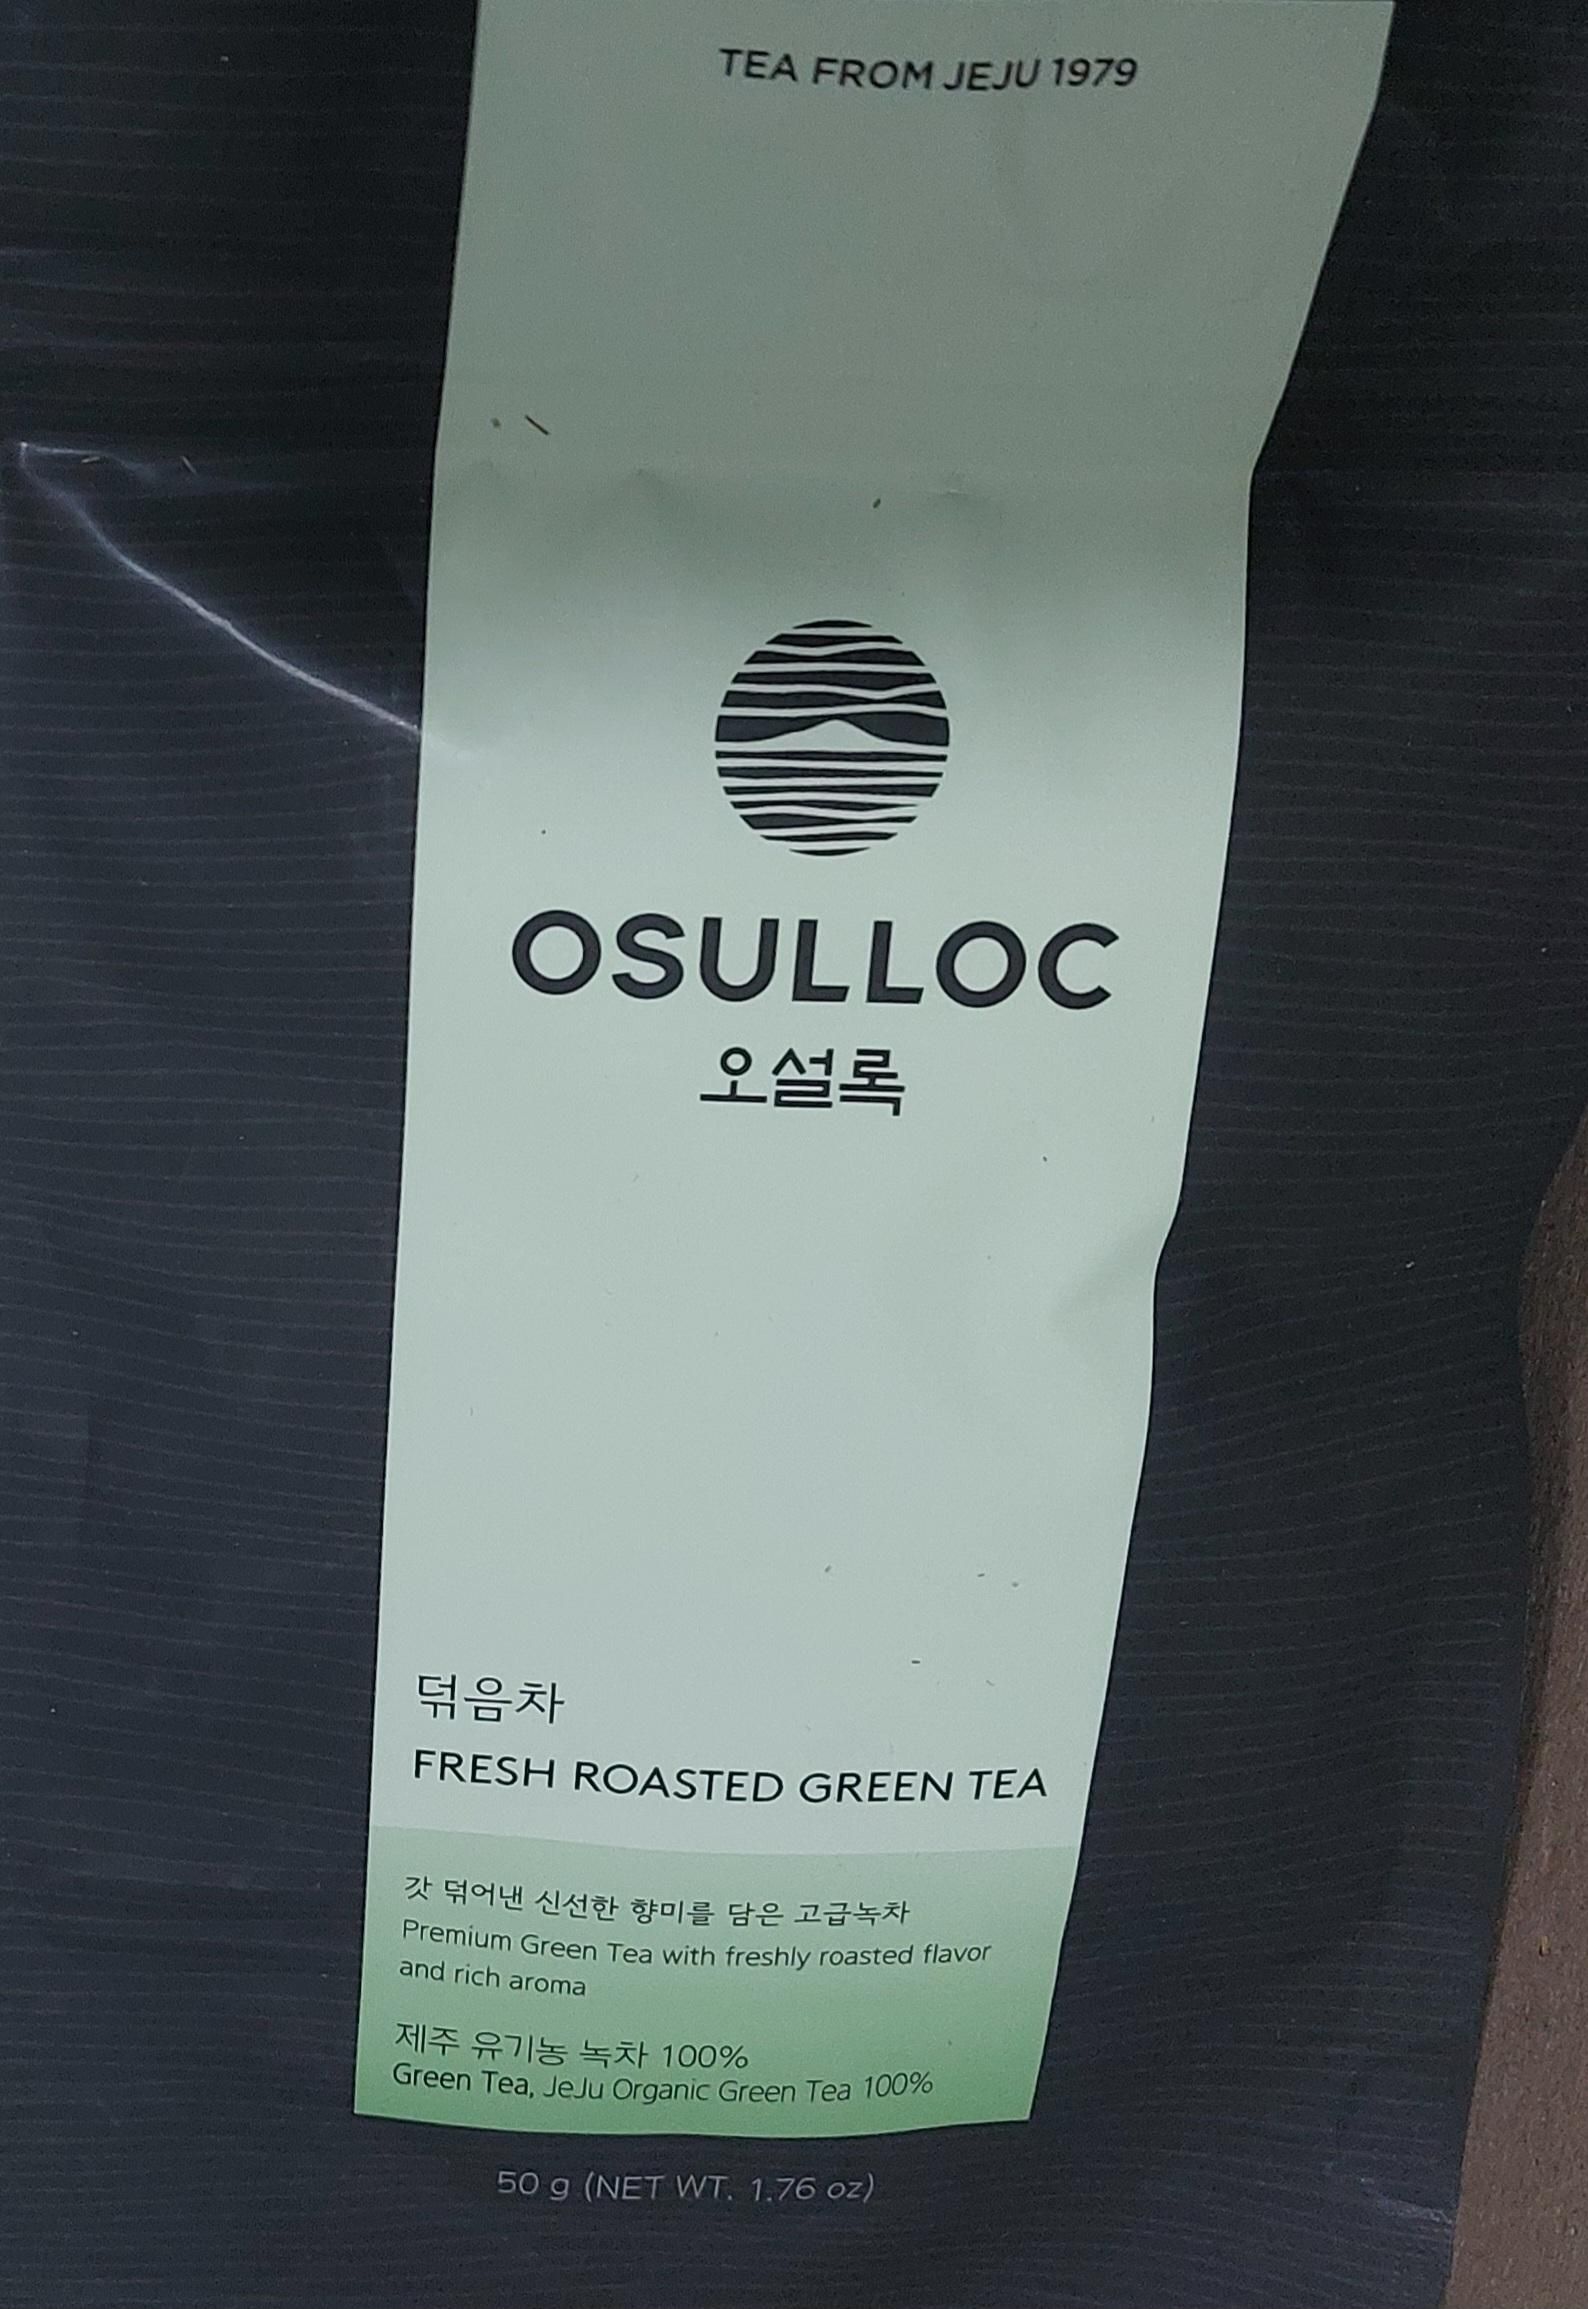 TEA FROM JEJU 1979
OSULLOC
오설록
덖음차
FRESH ROASTED GREEN TEA
갓 덖어낸 신선한 향미를 담은 고급녹차
Premium Green Tea with freshly roasted flavor
and rich aroma
제주 유기농 녹차 100%
Green Tea, JeJu Organic Green Tea 100%
50 g (NET WT. 1.76 oz)